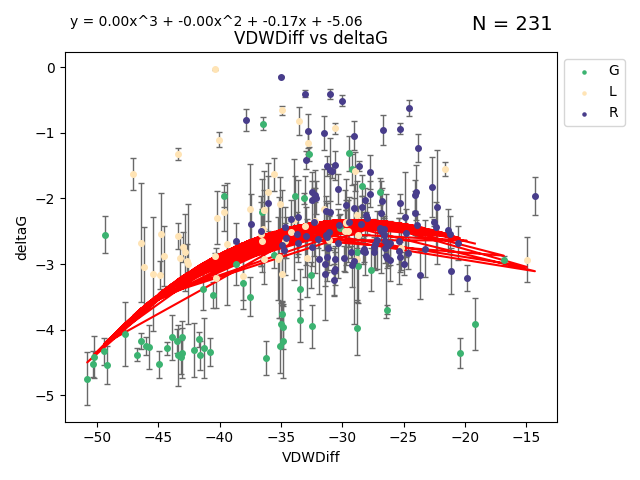 y = 0.00x^3 + -0.00x^2 + -0.17x + -5.06
N = 231
VDWDiff vs deltaG
G
L
R
0
−1
−2
−3
−4
−5
deltaG
−50
−45
−40
−35
−30
−25
−20
−15
VDWDiff